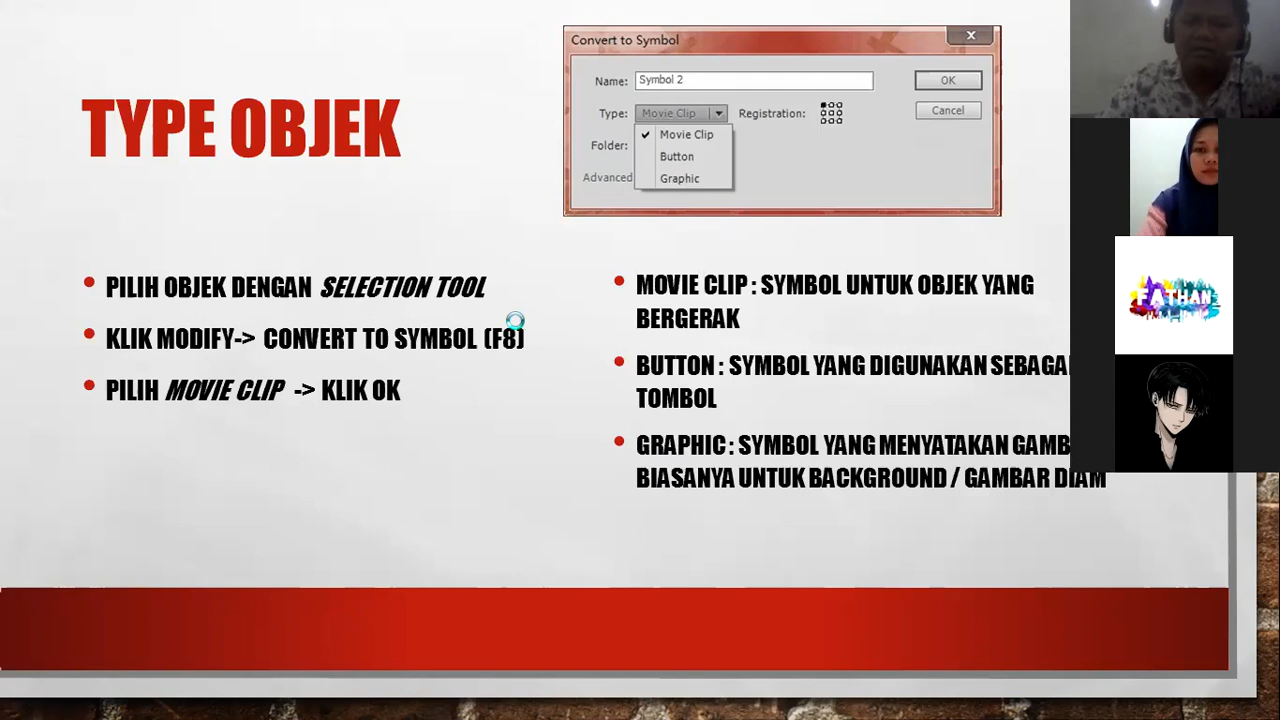 TYPE OBJEK
Convert to Symbol
Name: Symbol 2 OK
Type: Movie Clip Registration: Cancel
Movie Clip
Folder:
Button
Advanced
Graphic
PILIH OBJEK DENGAN SELECTION TOOL
KLIK MODIFY-> CONVERT TO SYMBOL (F8)
PILIH MOVIE CLIP -> KLIK OK
MOVIE CLIP : SYMBOL UNTUK OBJEK YANG
BERGERAK
BUTTON : SYMBOL YANG DIGUNAKAN SEBAGAI
TOMBOL
GRAPHIC : SYMBOL YANG MENYATAKAN GAMB
BIASANYA UNTUK BACKGROUND / GAMBAR DIAM
FATHAN